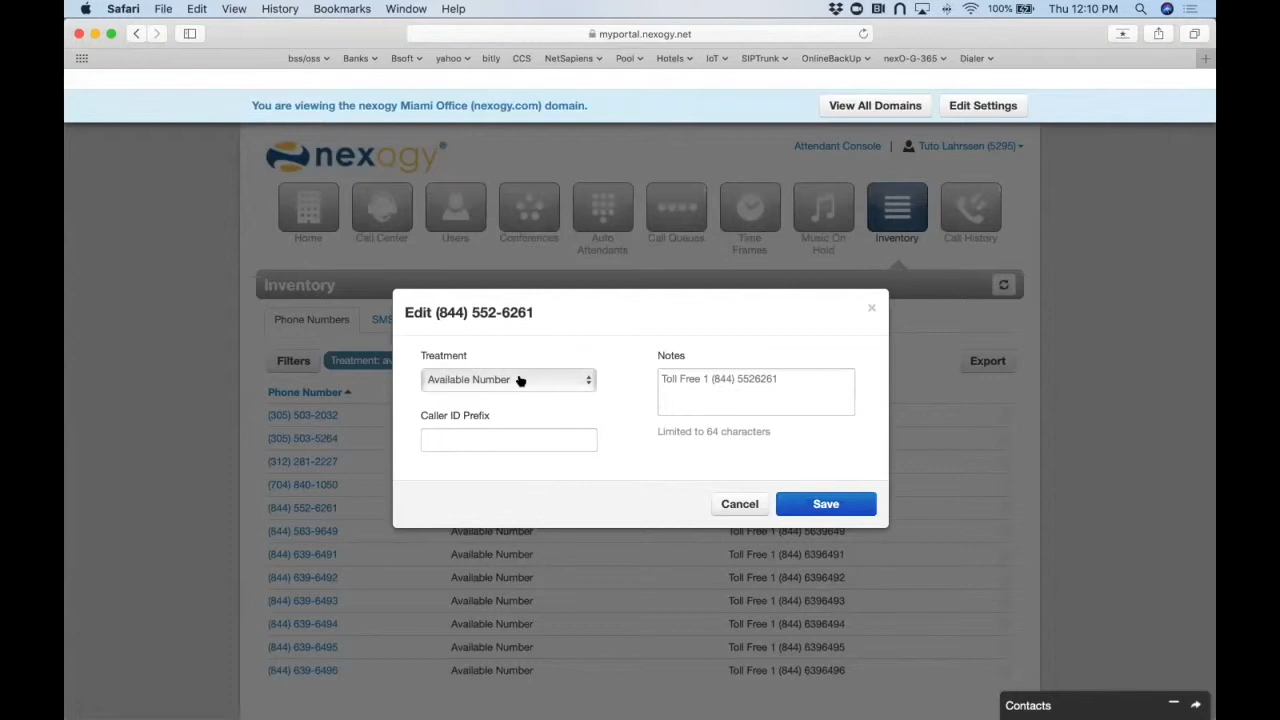 Safari File Edit View History Bookmarks Window Help 100% Thu 12:10 PM
myportal.nexogy.net
bss/oss Banks Bsoft yahoo bitly CCS NetSapiens Pool Hotels IoT SIPTrunk OnlineBackUp nexO-G-365 Dialer
You are viewing the nexogy Miami Office (nexogy.com) domain. View All Domains Edit Settings
nexogy®
Attendant Console | Tuto Lahrssen (5295)
Home Call Center Users Conferences Auto Attendants Call Queues Time Frames Music On Hold Inventory Call History
Inventory
Phone Numbers SMS
Filters Treatment: av Export
Phone Number
Edit (844) 552-6261 ×
Treatment Notes
Available Number Toll Free 1 (844) 5526261
Caller ID Prefix
Limited to 64 characters
Cancel Save
(305) 503-2032
(305) 503-5264
(312) 281-2227
(704) 840-1050
(844) 552-6261
(844) 563-9649 Available Number Toll Free 1 (844) 5639649
(844) 639-6491 Available Number Toll Free 1 (844) 6396491
(844) 639-6492 Available Number Toll Free 1 (844) 6396492
(844) 639-6493 Available Number Toll Free 1 (844) 6396493
(844) 639-6494 Available Number Toll Free 1 (844) 6396494
(844) 639-6495 Available Number Toll Free 1 (844) 6396495
(844) 639-6496 Available Number Toll Free 1 (844) 6396496
Contacts